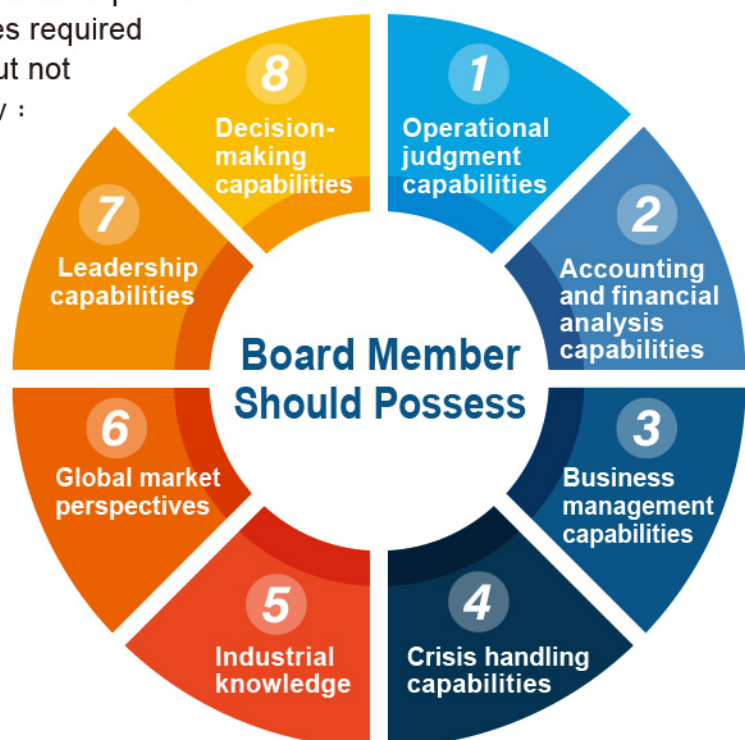 es required
ut not
y :
1
Operational
judgment
capabilities
2
Accounting
and financial
analysis
capabilities
3
Business
management
capabilities
4
Crisis handling
capabilities
5
Industrial
knowledge
6
Global market
perspectives
7
Leadership
capabilities
8
Decision-
making
capabilities
Board Member
Should Possess